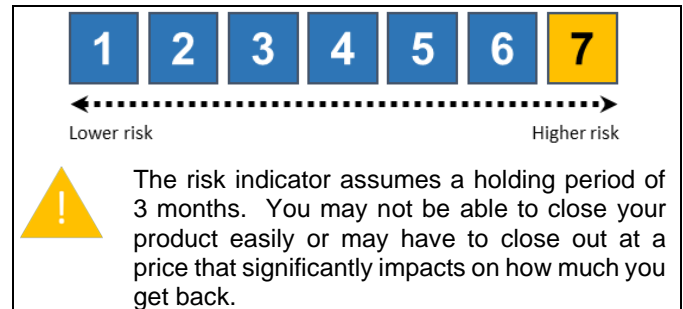 1 2 3 4 5 6 7
Lower risk Higher risk
!
The risk indicator assumes a holding period of
3 months. You may not be able to close your
product easily or may have to close out at a
price that significantly impacts on how much you
get back.